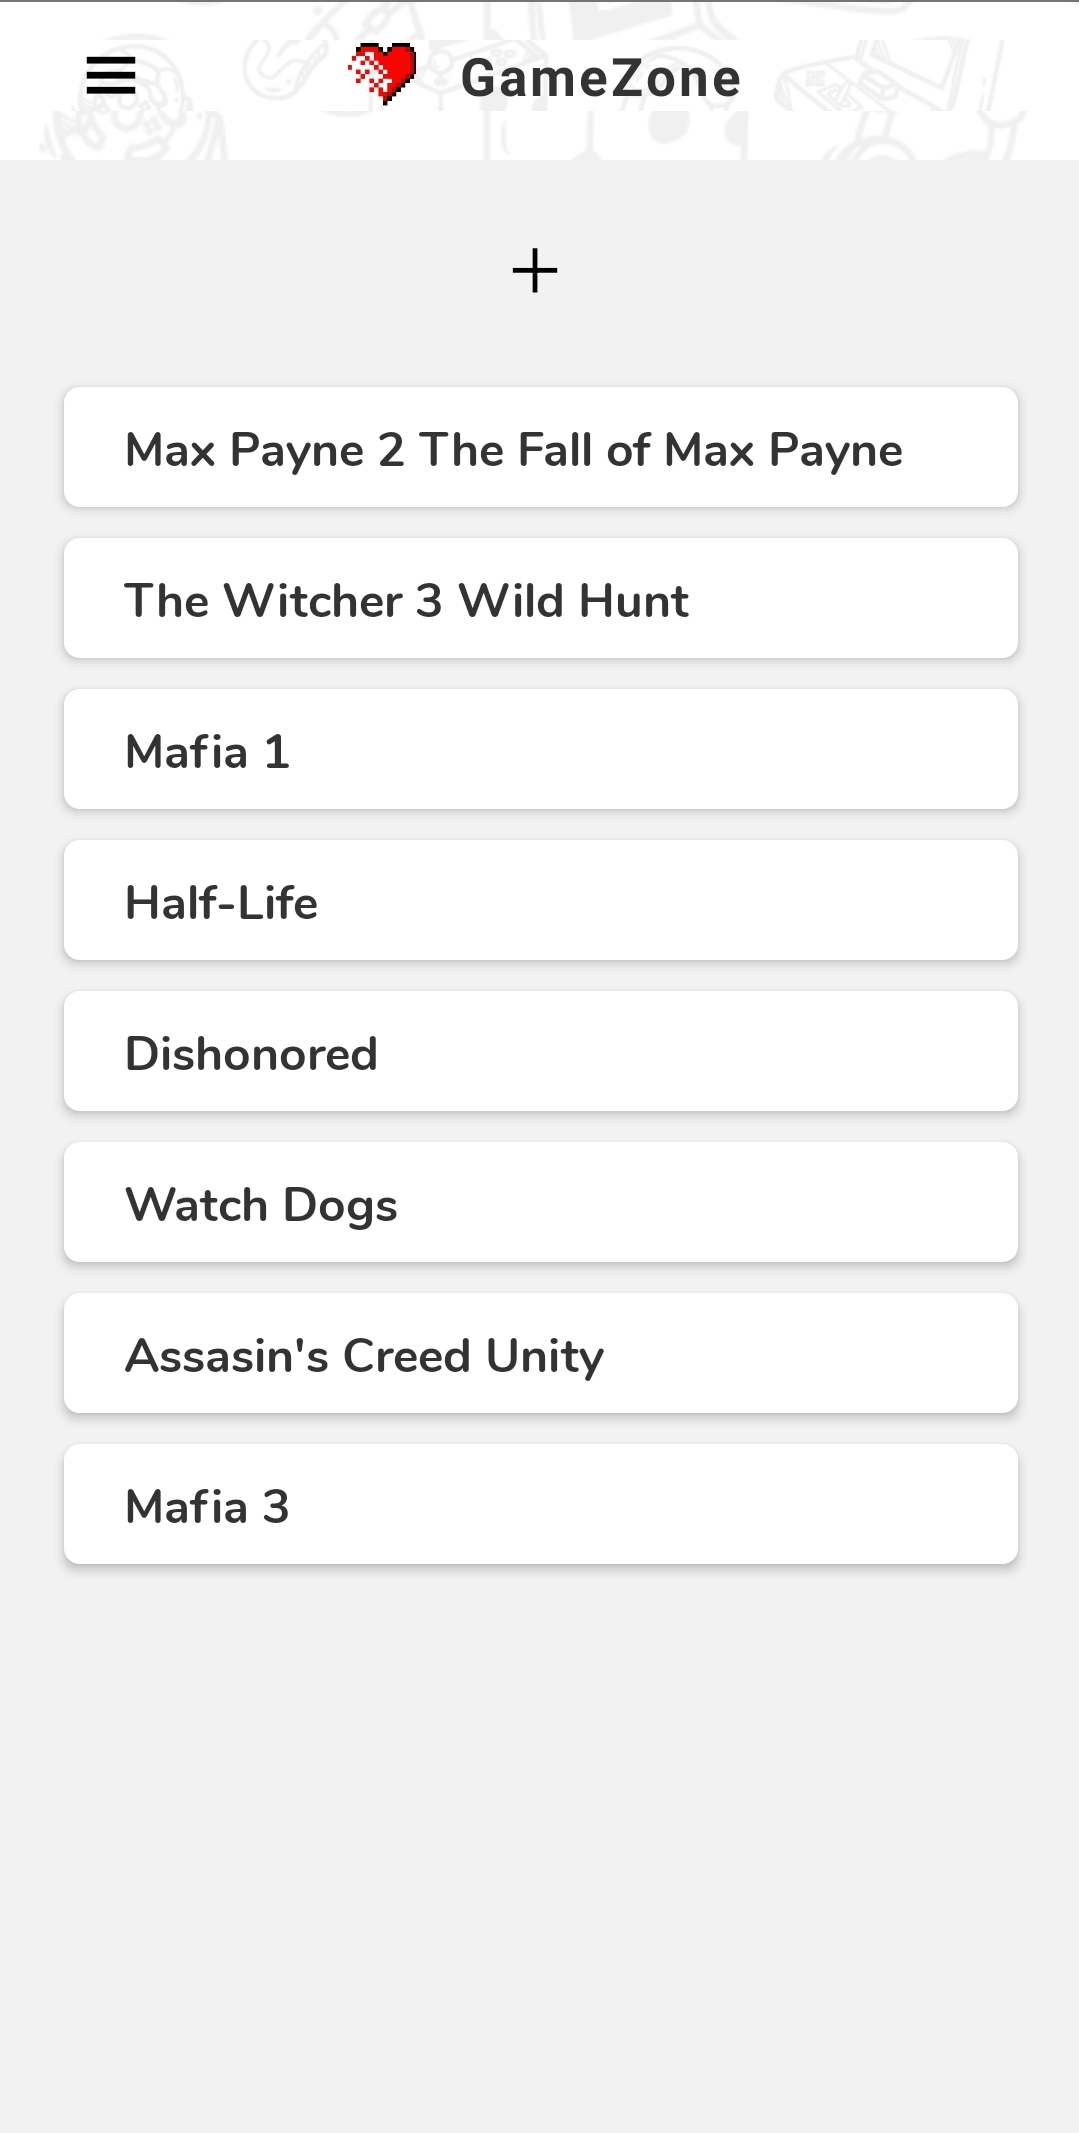 GameZone
Max Payne 2 The Fall of Max Payne
The Witcher 3 Wild Hunt
Mafia 1
Half-Life
Dishonored
Watch Dogs
Assasin's Creed Unity
Mafia 3